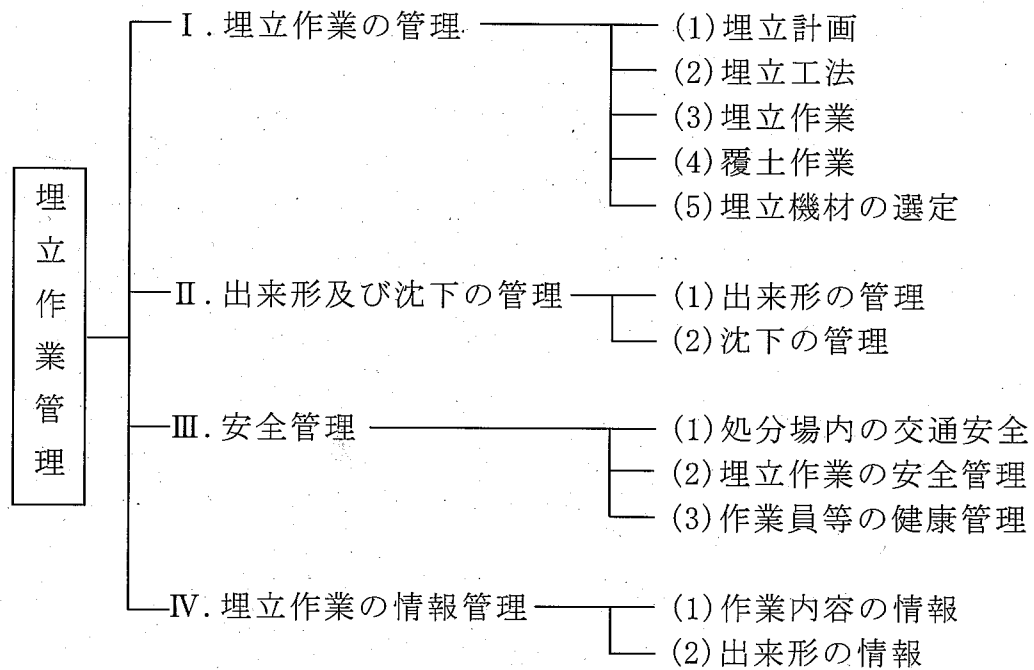 埋立作業管理
Ⅰ.埋立作業の管理
(1)埋立計画
(2)埋立工法
(3)埋立作業
(4)覆土作業
(5)埋立機材の選定
Ⅱ.出来形及び沈下の管理
(1)出来形の管理
(2)沈下の管理
Ⅲ.安全管理
(1)処分場内の交通安全
(2)埋立作業の安全管理
(3)作業員等の健康管理
Ⅳ.埋立作業の情報管理
(1)作業内容の情報
(2)出来形の情報